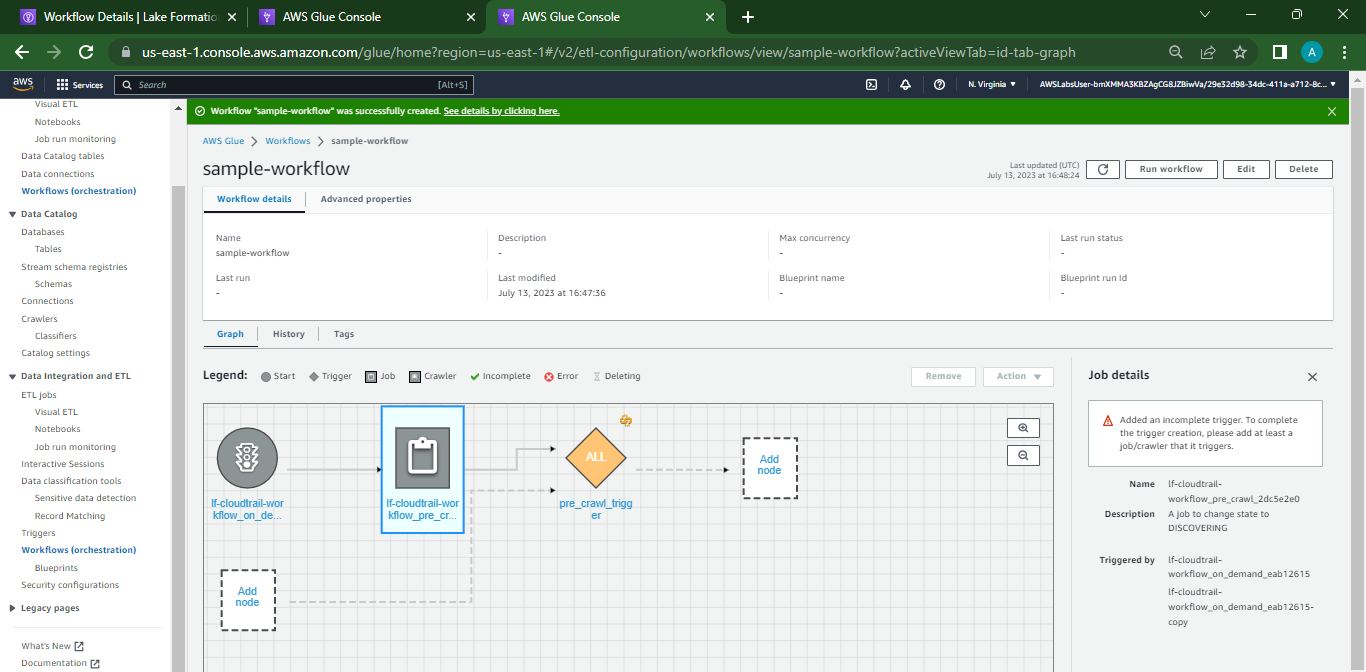 Workflow Details | Lake Formatio
AWS Glue Console
AWS Glue Console
us-east-1.console.aws.amazon.com/glue/home?region=us-east-1#/v2/etl-configuration/workflows/view/sample-workflow?activeViewTab=id-tab-graph
A
aws
Services
Search
[Alt+S]
N. Virginia
AWSLabsUser-bmXMMA3KBZAgCG8JZBiwVa/29e32d98-34dc-411a-a712-8c...
Visual ETL
Notebooks
Job run monitoring
Data Catalog tables
Data connections
Workflows (orchestration)
Data Catalog
Databases
Tables
Stream schema registries
Schemas
Connections
Crawlers
Classifiers
Catalog settings
Data Integration and ETL
ETL jobs
Visual ETL
Notebooks
Job run monitoring
Interactive Sessions
Data classification tools
Sensitive data detection
Record Matching
Triggers
Workflows (orchestration)
Blueprints
Security configurations
Legacy pages
What's New
Documentation
Workflow "sample-workflow" was successfully created. See details by clicking here.
AWS Glue > Workflows > sample-workflow
sample-workflow
Last updated (UTC)
July 13, 2023 at 16:48:24
Run workflow
Edit
Delete
Workflow details
Advanced properties
Name
sample-workflow
Description
-
Max concurrency
-
Last run status
-
Last run
-
Last modified
July 13, 2023 at 16:47:36
Blueprint name
-
Blueprint run Id
-
Graph
History
Tags
Legend:
Start
Trigger
Job
Crawler
Incomplete
Error
Deleting
Remove
Action
lf-cloudtrail-wor
kflow_on_de...
lf-cloudtrail-wor
kflow_pre_cr...
ALL
pre_crawl_trigg
er
Add
node
Add
node
Job details
Added an incomplete trigger. To complete
the trigger creation, please add at least a
job/crawler that it triggers.
Name
lf-cloudtrail-
workflow_pre_crawl_2dc5e2e0
Description
A job to change state to
DISCOVERING
Triggered by
lf-cloudtrail-
workflow_on_demand_eab12615
lf-cloudtrail-
workflow_on_demand_eab12615-
copy